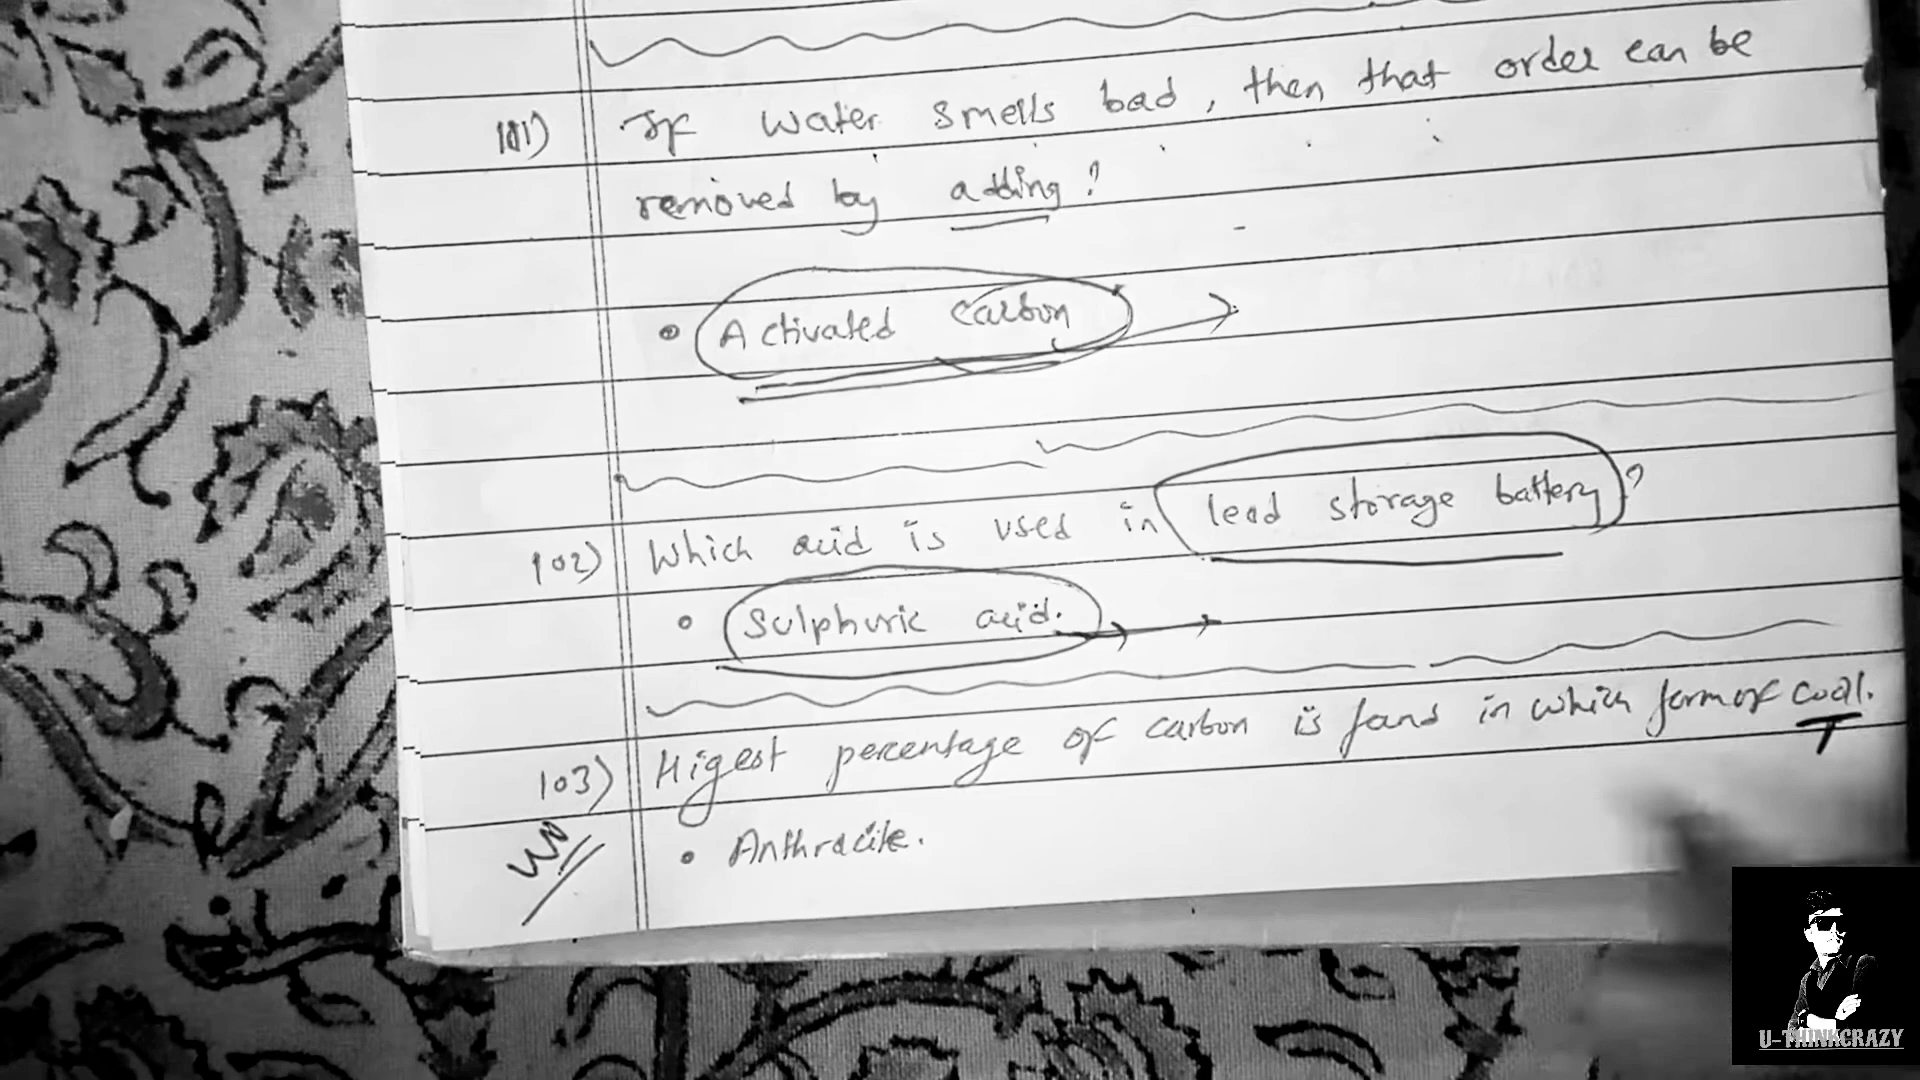 101) If water smells bad, then that order can be
removed by adding?
• Activated carbon
102) Which acid is used in lead storage battery?
• Sulphuric acid.
103) Higest percentage of carbon is fond in which form of coal.
• Anthracite.
U-THINKCRAZY